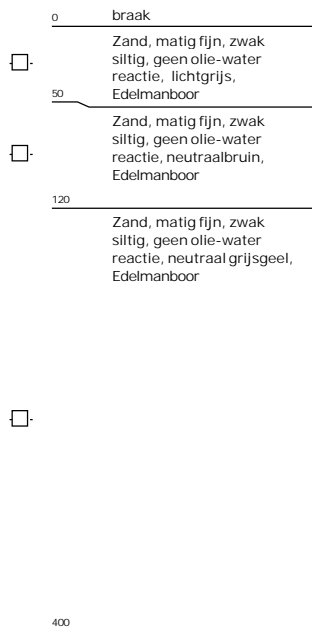 0 braak
Zand, matig fijn, zwak
siltig, geen olie-water
reactie, lichtgrijs,
Edelmanboor
50
Zand, matig fijn, zwak
siltig, geen olie-water
reactie, neutraalbruin,
Edelmanboor
120
Zand, matig fijn, zwak
siltig, geen olie-water
reactie, neutraal grijsgeel,
Edelmanboor
400